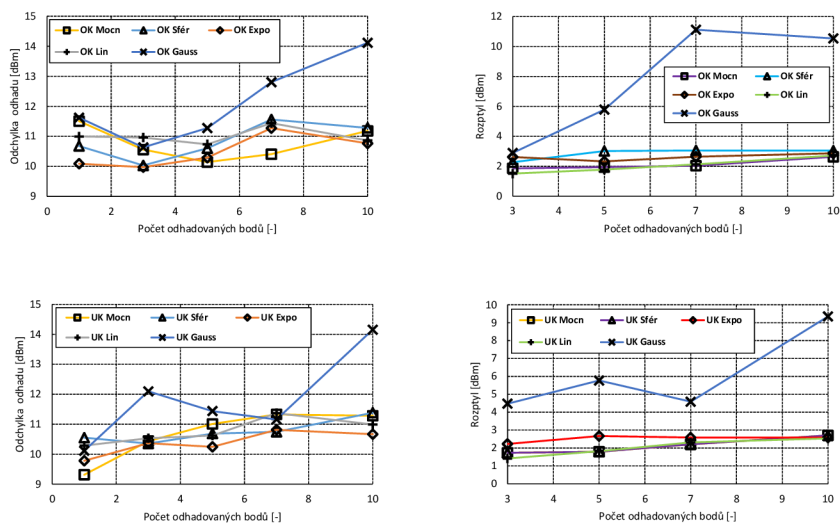 15
14
13
12
11
10
9
0 2 4 6 8 10
Odchylka odhadu [dBm]
Počet odhadovaných bodů [-]
OK Mocn OK Sfér OK Expo
OK Lin OK Gauss
12
10
8
6
4
2
0
3 4 5 6 7 8 9 10
Rozptyl [dBm]
Počet odhadovaných bodů [-]
OK Mocn OK Sfér
OK Expo OK Lin
OK Gauss
15
14
13
12
11
10
9
0 2 4 6 8 10
Odchylka odhadu [dBm]
Počet odhadovaných bodů [-]
UK Mocn UK Sfér UK Expo
UK Lin UK Gauss
10
9
8
7
6
5
4
3
2
1
0
3 4 5 6 7 8 9 10
Rozptyl [dBm]
Počet odhadovaných bodů [-]
UK Mocn UK Sfér UK Expo
UK Lin UK Gauss